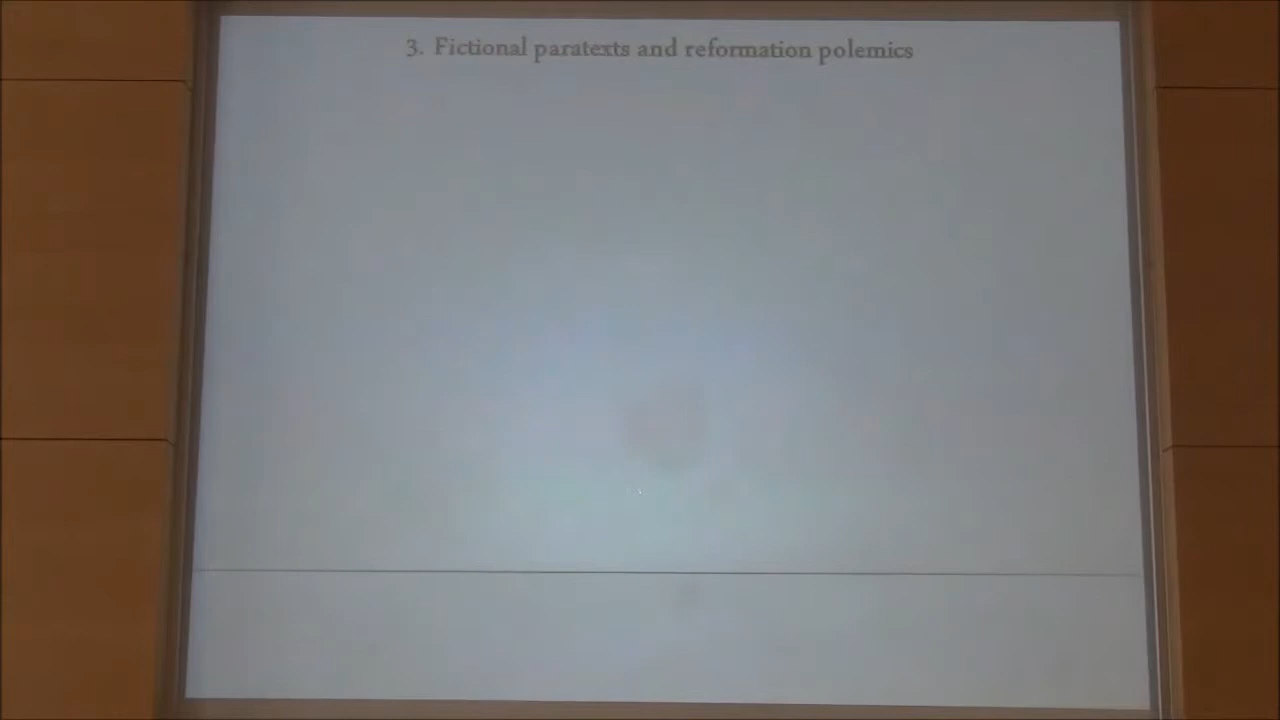 3. Fictional paratexts and reformation polemics